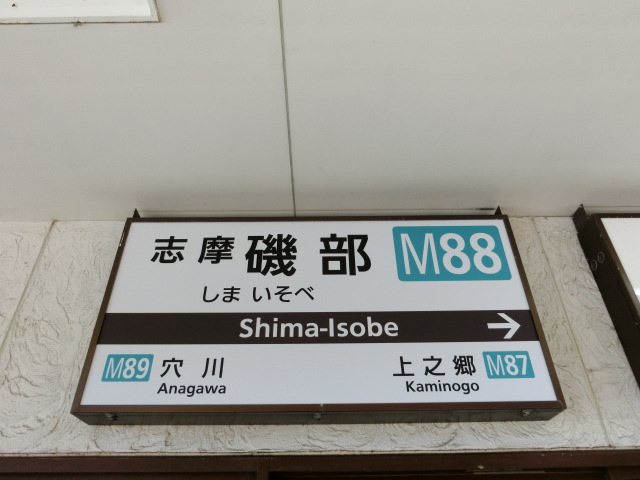 志摩磯部 M88
しま いそべ
Shima-Isobe →
M89 穴川 上之郷 M87
Anagawa Kaminogo